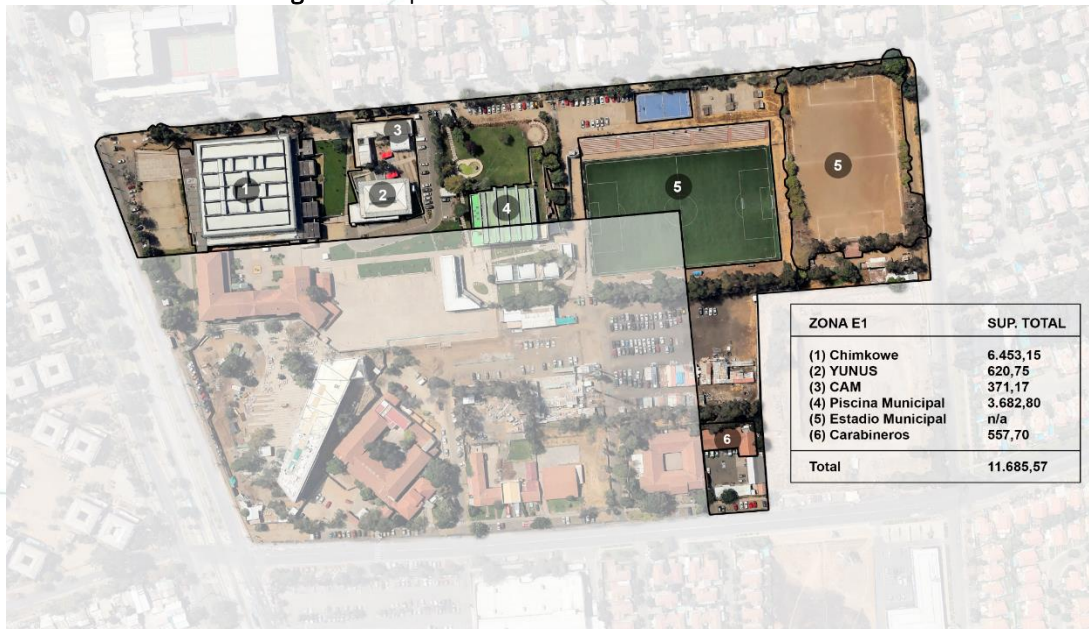 1
2
3
4
5
5
6
ZONA E1 SUP. TOTAL
(1) Chimkowe 6.453,15
(2) YUNUS 620,75
(3) CAM 371,17
(4) Piscina Municipal 3.682,80
(5) Estadio Municipal n/a
(6) Carabineros 557,70
Total 11.685,57